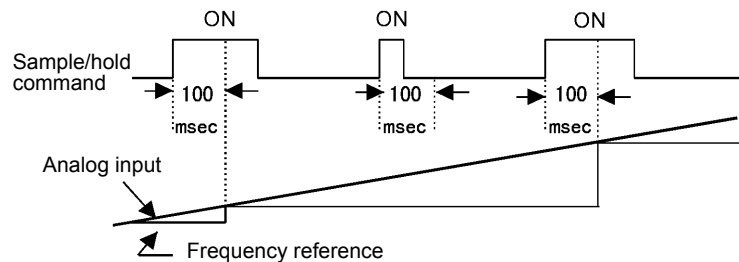 ON ON ON
Sample/hold
command
100 100 100
msec msec msec
Analog input
Frequency reference